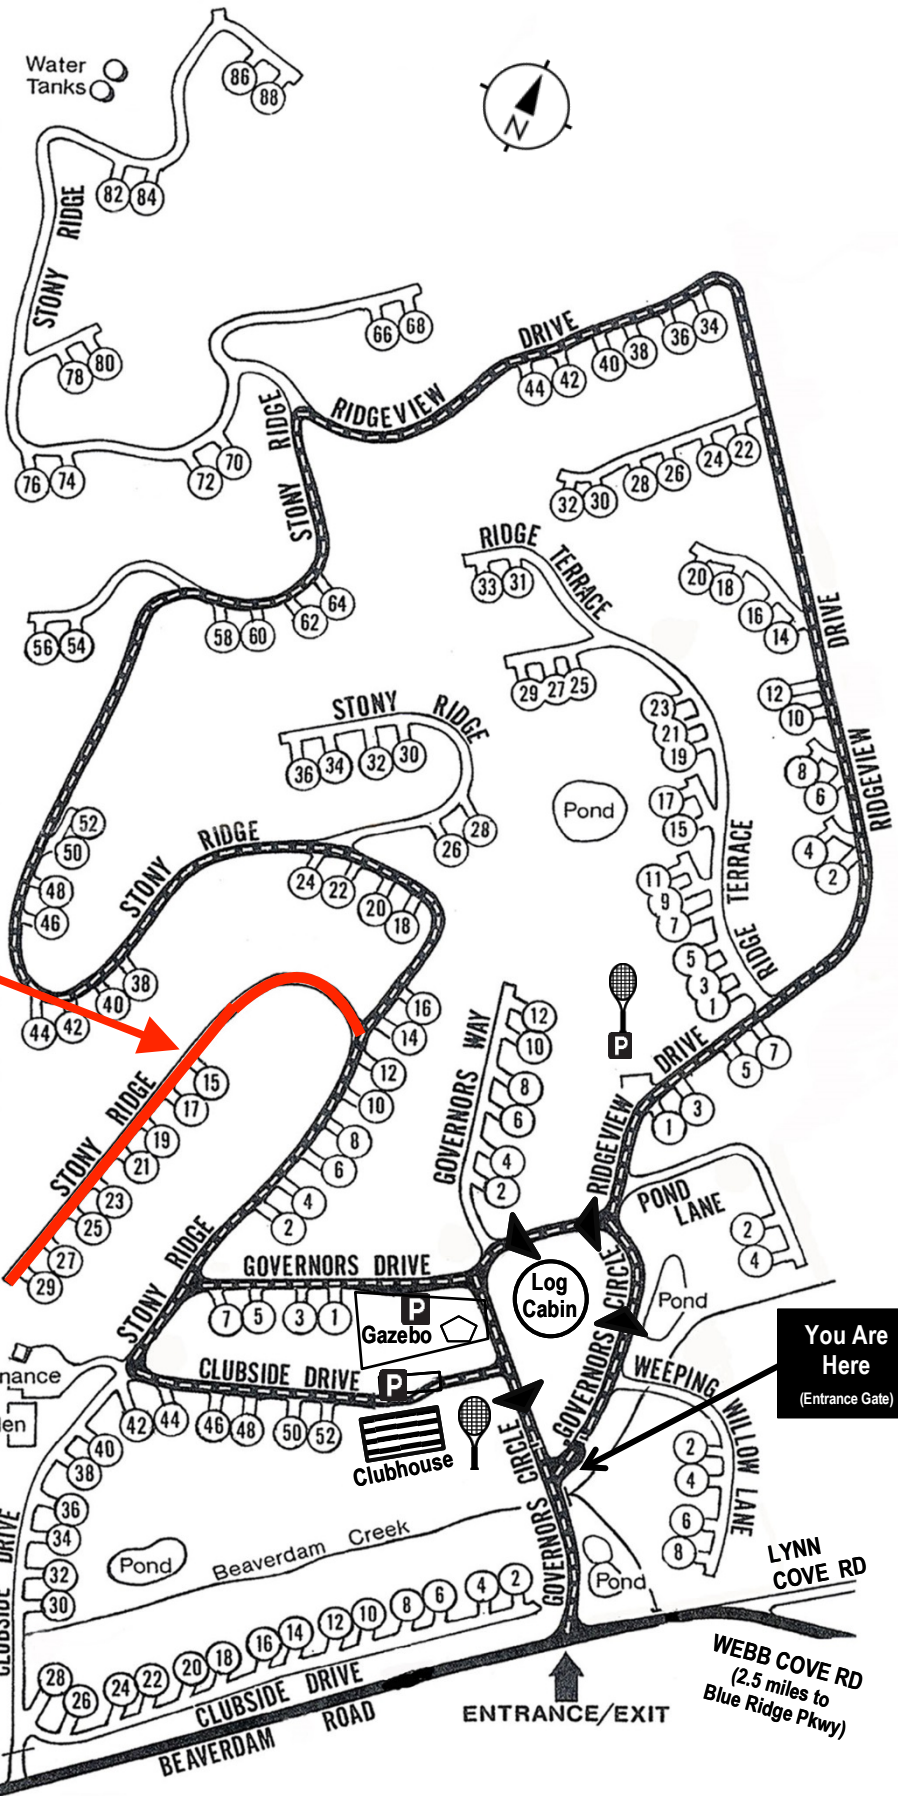 86
88
Water
Tanks
N
82
84
STONY RIDGE
66
68
78
80
RIDGEVIEW DRIVE
44
42
40
38
36
34
STONY RIDGE
76
74
72
70
32
30
28
26
24
22
RIDGE TERRACE
33
31
20
18
16
14
56
54
58
60
62
64
29
27
25
RIDGEVIEW DRIVE
12
10
8
6
4
2
STONY RIDGE
36
34
32
30
28
26
23
21
19
17
15
11
9
7
5
3
1
Pond
RIDGE TERRACE
52
50
48
46
STONY RIDGE
24
22
20
18
44
42
40
38
16
14
12
10
8
6
4
2
15
17
19
21
23
25
27
29
STONY RIDGE
GOVERNORS WAY
12
10
8
6
4
2
P
RIDGEVIEW DRIVE
7
5
3
1
POND
LANE
2
4
STONY RIDGE
GOVERNORS DRIVE
7
5
3
1
P
Gazebo
Log
Cabin
GOVERNORS CIRCLE
Pond
You Are
Here
(Entrance Gate)
nance
en
CLUBSIDE DRIVE
P
42
44
46
48
50
52
Clubhouse
WEEPING WILLOW LANE
2
4
6
8
GOVERNORS CIRCLE
40
38
36
34
32
30
CLUBSIDE DRIVE
Pond
Beaverdam Creek
Pond
LYNN
COVE RD
28
26
24
22
20
18
16
14
12
10
8
6
4
2
CLUBSIDE DRIVE
BEAVERDAM ROAD
ENTRANCE/EXIT
WEBB COVE RD
(2.5 miles to
Blue Ridge Pkwy)